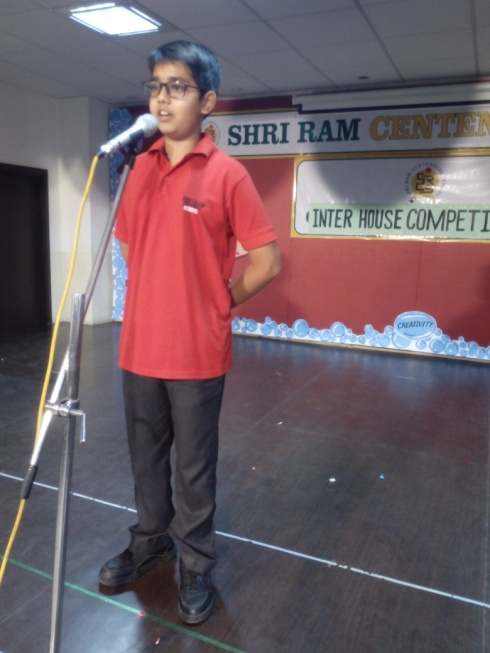 SHRI RAM CENTEN
INTER HOUSE COMPETI
CREATIVITY